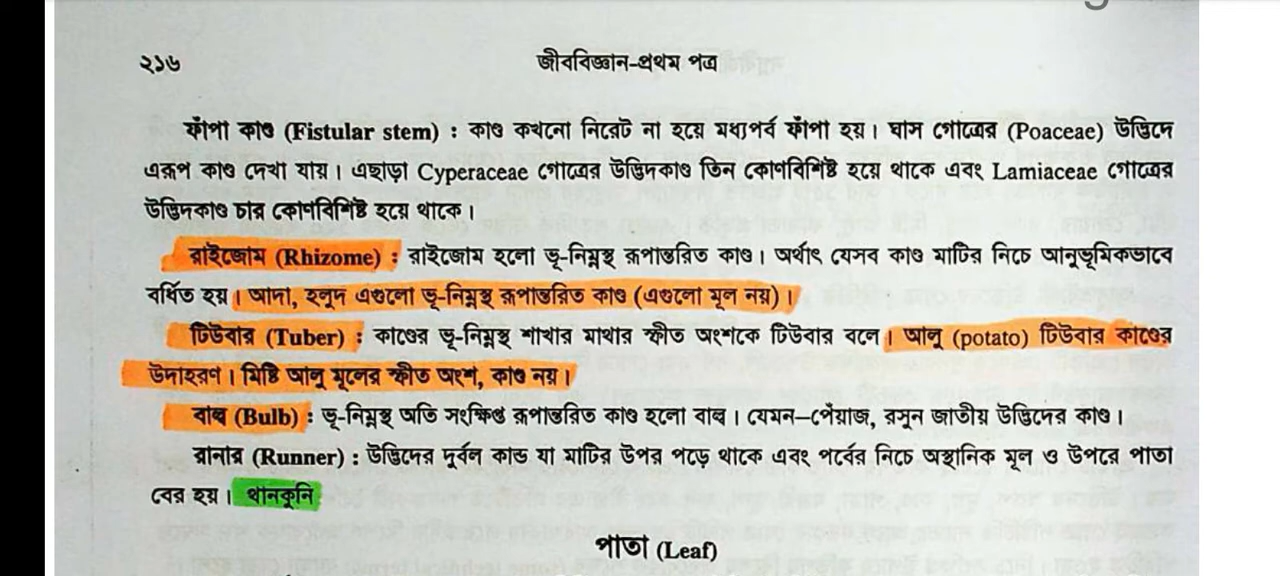 ২১৬
জীববিজ্ঞান-প্রথম পত্র
ফাঁপা কাণ্ড (Fistular stem) : কাণ্ড কখনো নিরেট না হয়ে মধ্যপর্ব ফাঁপা হয়। ঘাস গোত্রের (Poaceae) উদ্ভিদে
এরূপ কাণ্ড দেখা যায়। এছাড়া Cyperaceae গোত্রের উদ্ভিদকাণ্ড তিন কোণবিশিষ্ট হয়ে থাকে এবং Lamiaceae গোত্রের
উদ্ভিদকাণ্ড চার কোণবিশিষ্ট হয়ে থাকে।
রাইজোম (Rhizome) : রাইজোম হলো ভূ-নিম্নস্থ রূপান্তরিত কাণ্ড। অর্থাৎ যেসব কাণ্ড মাটির নিচে আনুভূমিকভাবে
বর্ধিত হয়। আদা, হলুদ এগুলো ভূ-নিম্নস্থ রূপান্তরিত কাণ্ড (এগুলো মূল নয়)।
টিউবার (Tuber) : কাণ্ডের ভূ-নিম্নস্থ শাখার মাথার স্ফীত অংশকে টিউবার বলে। আলু (potato) টিউবার কাণ্ডের
উদাহরণ। মিষ্টি আলু মূলের স্ফীত অংশ, কাণ্ড নয়।
বাল্ব (Bulb) : ভূ-নিম্নস্থ অতি সংক্ষিপ্ত রূপান্তরিত কাণ্ড হলো বাল্ব। যেমন—পেঁয়াজ, রসুন জাতীয় উদ্ভিদের কাণ্ড।
রানার (Runner) : উদ্ভিদের দুর্বল কান্ড যা মাটির উপর পড়ে থাকে এবং পর্বের নিচে অস্থানিক মূল ও উপরে পাতা
বের হয়। থানকুনি
পাতা (Leaf)